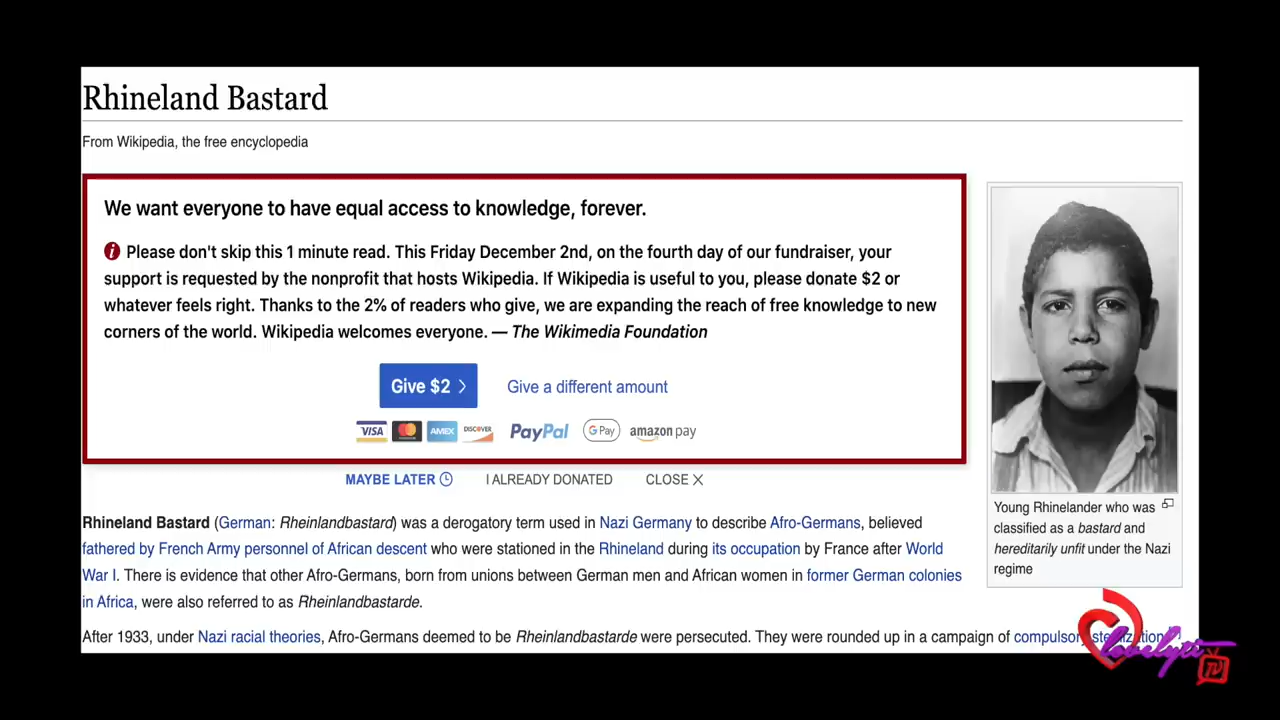 Rhineland Bastard
From Wikipedia, the free encyclopedia
We want everyone to have equal access to knowledge, forever.
Please don't skip this 1 minute read. This Friday December 2nd, on the fourth day of our fundraiser, your
support is requested by the nonprofit that hosts Wikipedia. If Wikipedia is useful to you, please donate $2 or
whatever feels right. Thanks to the 2% of readers who give, we are expanding the reach of free knowledge to new
corners of the world. Wikipedia welcomes everyone. — The Wikimedia Foundation
Give $2
Give a different amount
VISA AMEX DISCOVER PayPal G Pay amazon pay
MAYBE LATER I ALREADY DONATED CLOSE
Young Rhinelander who was
classified as a bastard and
hereditarily unfit under the Nazi
regime
Rhineland Bastard (German: Rheinlandbastard) was a derogatory term used in Nazi Germany to describe Afro-Germans, believed
fathered by French Army personnel of African descent who were stationed in the Rhineland during its occupation by France after World
War I. There is evidence that other Afro-Germans, born from unions between German men and African women in former German colonies
in Africa, were also referred to as Rheinlandbastarde.
After 1933, under Nazi racial theories, Afro-Germans deemed to be Rheinlandbastarde were persecuted. They were rounded up in a campaign of compulsory sterilization
TV